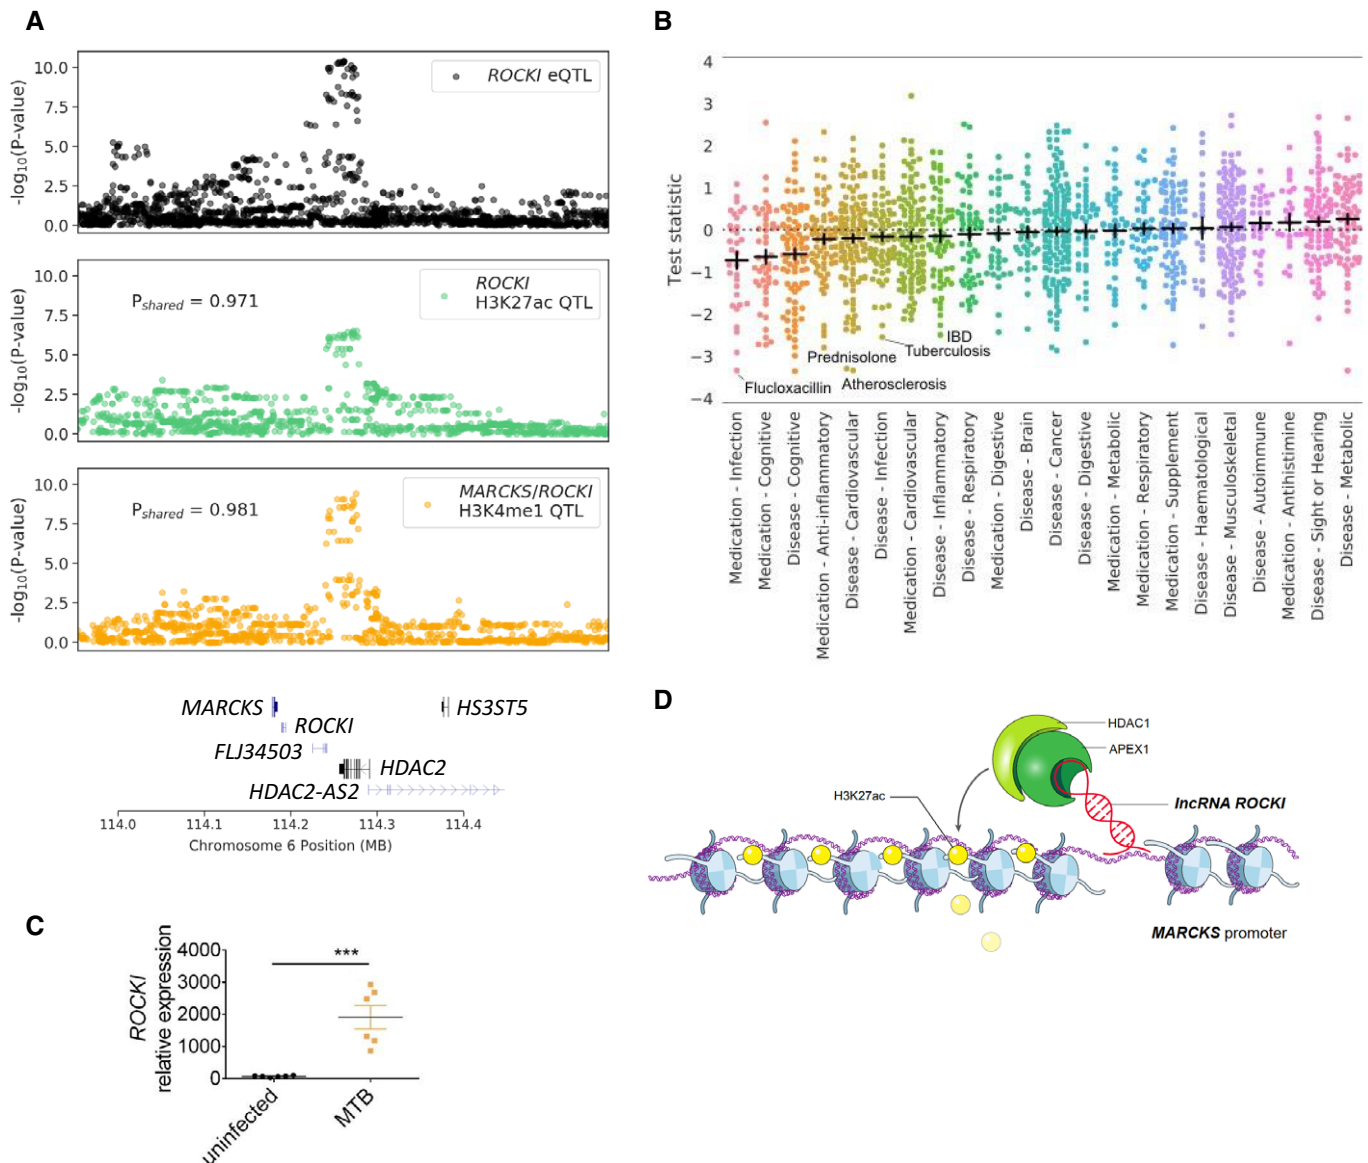 A
10.0
7.5
5.0
2.5
0.0
-log10(P-value)
ROCKI eQTL
10.0
7.5
5.0
2.5
0.0
-log10(P-value)
Pshared = 0.971
ROCKI
H3K27ac QTL
10.0
7.5
5.0
2.5
0.0
-log10(P-value)
Pshared = 0.981
MARCKS/ROCKI
H3K4me1 QTL
MARCKS
HS3ST5
ROCKI
FLJ34503
HDAC2
HDAC2-AS2
114.0 114.1 114.2 114.3 114.4
Chromosome 6 Position (MB)
B
4
3
2
1
0
−1
−2
−3
−4
Test statistic
IBD
Tuberculosis
Prednisolone
Atherosclerosis
Flucloxacillin
Medication - Infection
Medication - Cognitive
Disease - Cognitive
Medication - Anti-inflammatory
Disease - Cardiovascular
Disease - Infection
Medication - Cardiovascular
Disease - Inflammatory
Disease - Respiratory
Medication - Digestive
Disease - Brain
Disease - Cancer
Disease - Digestive
Medication - Metabolic
Medication - Respiratory
Medication - Supplement
Disease - Haematological
Disease - Musculoskeletal
Disease - Autoimmune
Medication - Antihistimine
Disease - Sight or Hearing
Disease - Metabolic
C
4000
3000
2000
1000
0
ROCKI
relative expression
***
uninfected
MTB
D
HDAC1
APEX1
H3K27ac
lncRNA ROCKI
MARCKS promoter